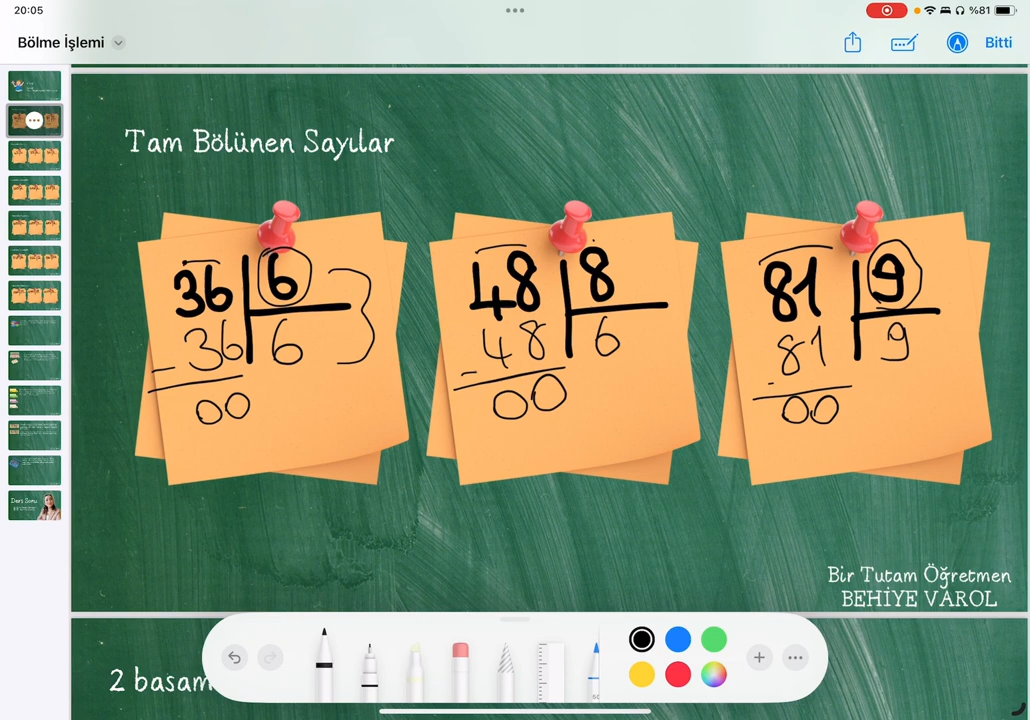 20:05
%81
Bölme İşlemi
Bitti
Tam Bölünen Sayılar
36 6
- 36 6
00
48 8
- 48 6
00
81 9
- 81 9
00
Bir Tutam Öğretmen
BEHİYE VAROL
2 basam
Ders Sonu